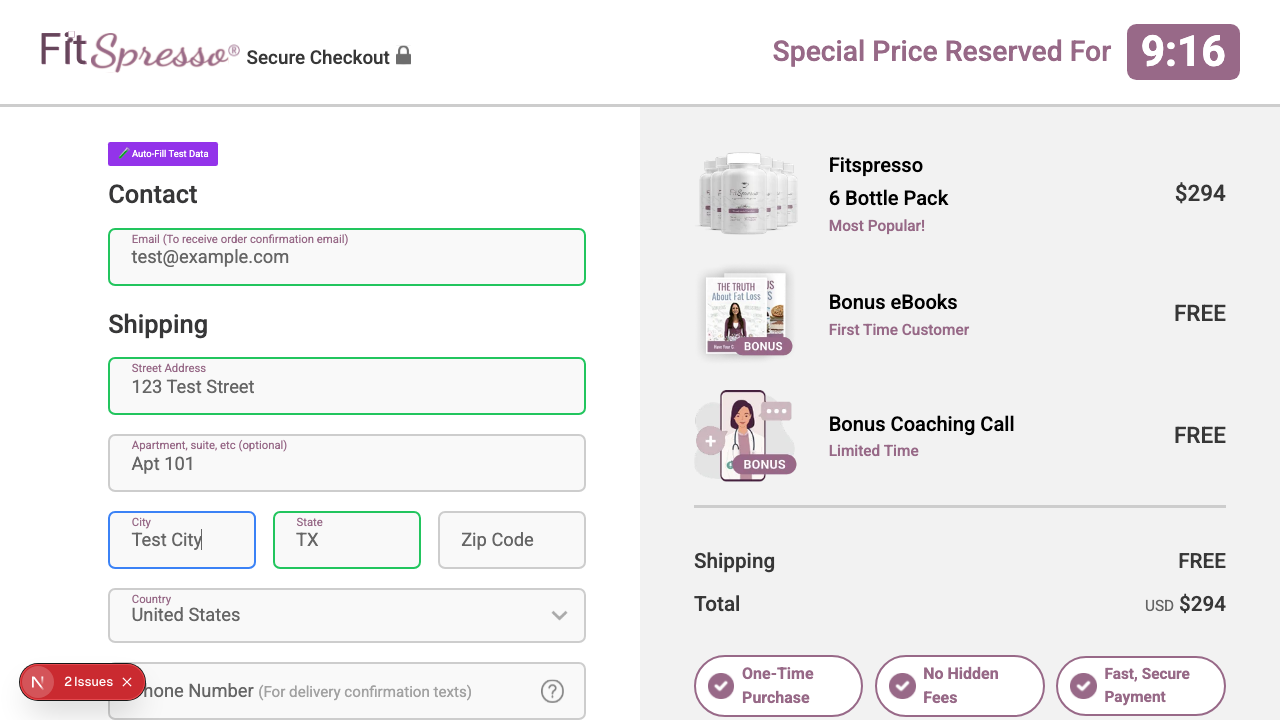 FitSpresso® Secure Checkout
Special Price Reserved For
9:16
Auto-Fill Test Data
Contact
Email (To receive order confirmation email)
test@example.com
Shipping
Street Address
123 Test Street
Apartment, suite, etc (optional)
Apt 101
City
Test City
State
TX
Zip Code
Country
United States
hone Number (For delivery confirmation texts)
?
N 2 Issues
Fitspresso
6 Bottle Pack
Most Popular!
$294
THE TRUTH
About Fat Loss
BONUS
Bonus eBooks
First Time Customer
FREE
BONUS
Bonus Coaching Call
Limited Time
FREE
Shipping
FREE
Total
USD $294
One-Time
Purchase
No Hidden
Fees
Fast, Secure
Payment